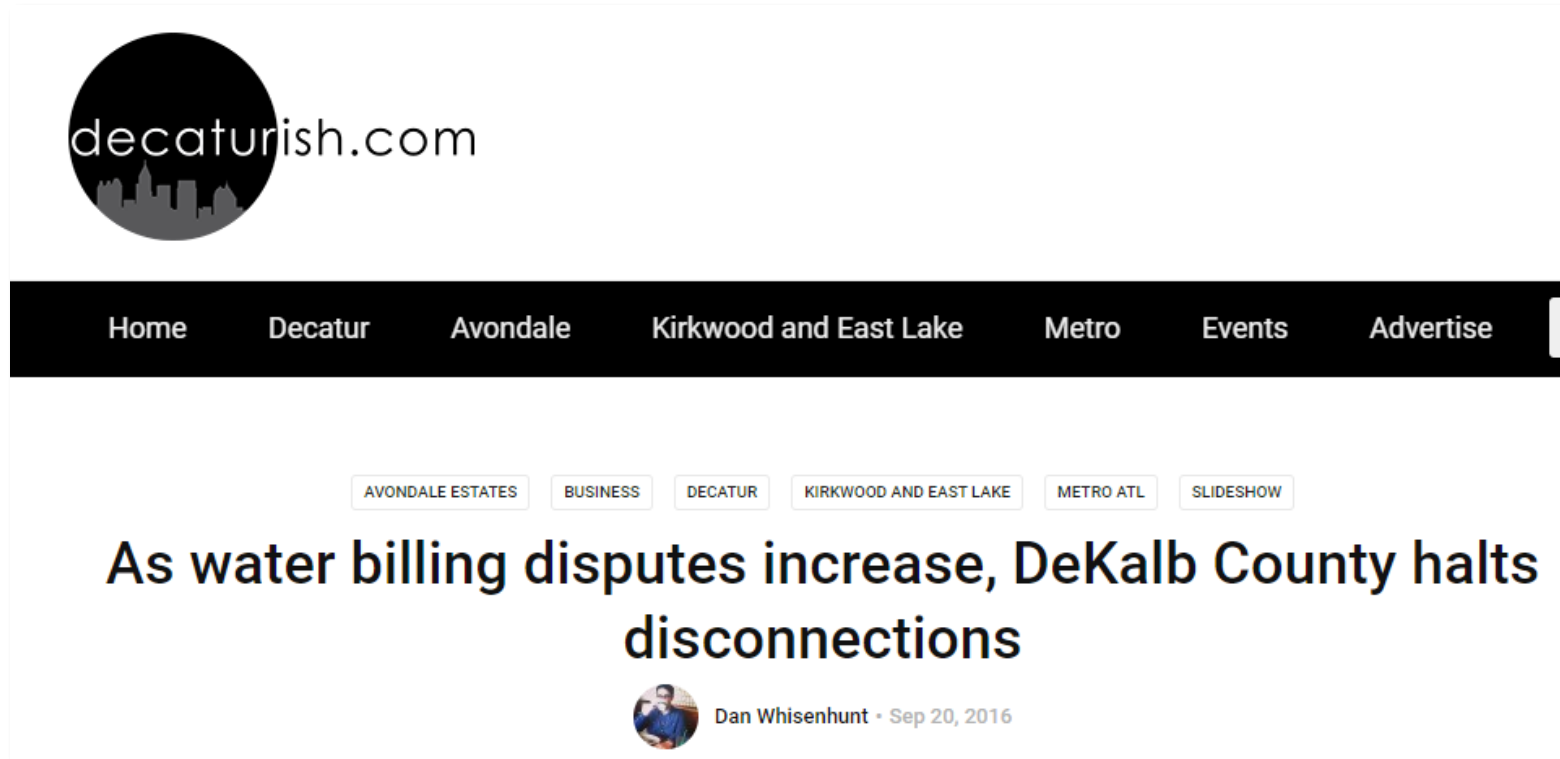 decaturish.com
Home Decatur Avondale Kirkwood and East Lake Metro Events Advertise
AVONDALE ESTATES BUSINESS DECATUR KIRKWOOD AND EAST LAKE METRO ATL SLIDESHOW
As water billing disputes increase, DeKalb County halts
disconnections
Dan Whisenhunt • Sep 20, 2016